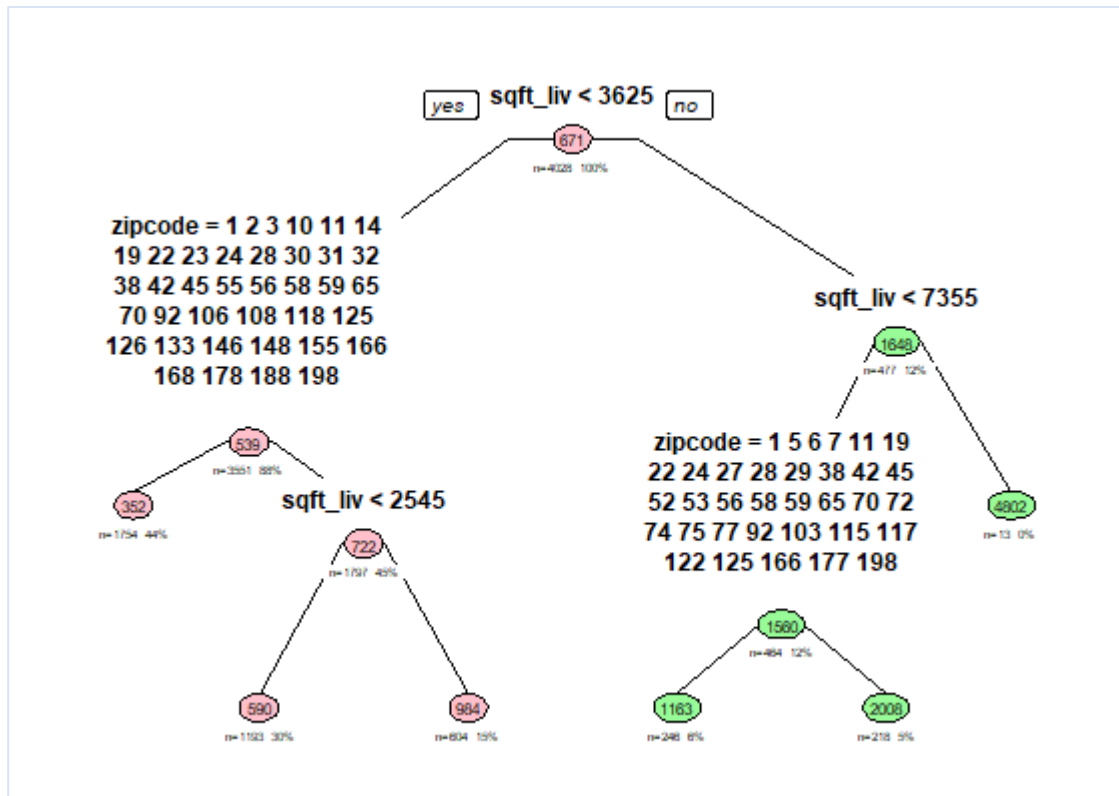 sqft_liv < 3625
yes
no
671
n=4028 100%
zipcode = 1 2 3 10 11 14
19 22 23 24 28 30 31 32
38 42 45 55 56 58 59 65
70 92 106 108 118 125
126 133 146 148 155 166
168 178 188 198
sqft_liv < 7355
1648
n=477 12%
539
n=3551 88%
zipcode = 1 5 6 7 11 19
22 24 27 28 29 38 42 45
52 53 56 58 59 65 70 72
74 75 77 92 103 115 117
122 125 166 177 198
352
n=1754 44%
sqft_liv < 2545
4802
n=13 0%
722
n=1797 45%
1560
n=464 12%
590
n=1193 30%
984
n=604 15%
1163
n=246 6%
2008
n=218 5%